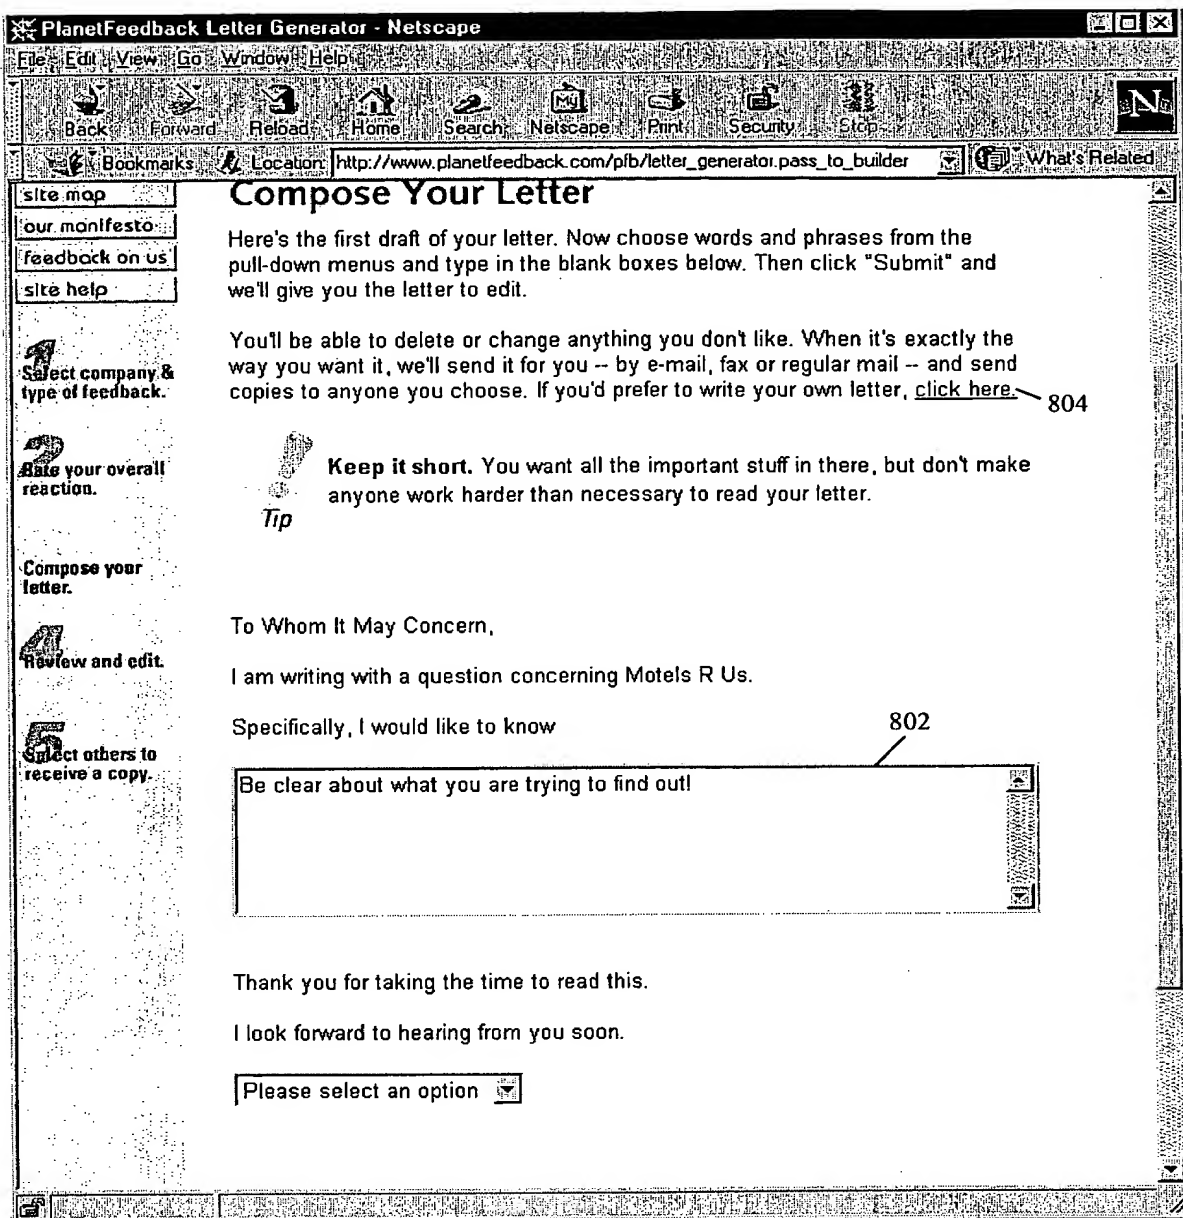 PlanetFeedback Letter Generator - Netscape
File Edit View Go Window Help
Back Forward Reload Home Search Netscape Print Security Stop
Bookmarks Location: http://www.planetfeedback.com/pfb/letter_generator.pass_to_builder What's Related
site map
our manifesto
feedback on us
site help
1
Select company &
type of feedback.
2
Rate your overall
reaction.
Compose your
letter.
4
Review and edit.
5
Select others to
receive a copy.
Compose Your Letter
Here's the first draft of your letter. Now choose words and phrases from the
pull-down menus and type in the blank boxes below. Then click "Submit" and
we'll give you the letter to edit.
You'll be able to delete or change anything you don't like. When it's exactly the
way you want it, we'll send it for you -- by e-mail, fax or regular mail -- and send
copies to anyone you choose. If you'd prefer to write your own letter, click here.
804
!
Tip
Keep it short. You want all the important stuff in there, but don't make
anyone work harder than necessary to read your letter.
To Whom It May Concern,
I am writing with a question concerning Motels R Us.
Specifically, I would like to know
802
Be clear about what you are trying to find out!
Thank you for taking the time to read this.
I look forward to hearing from you soon.
Please select an option